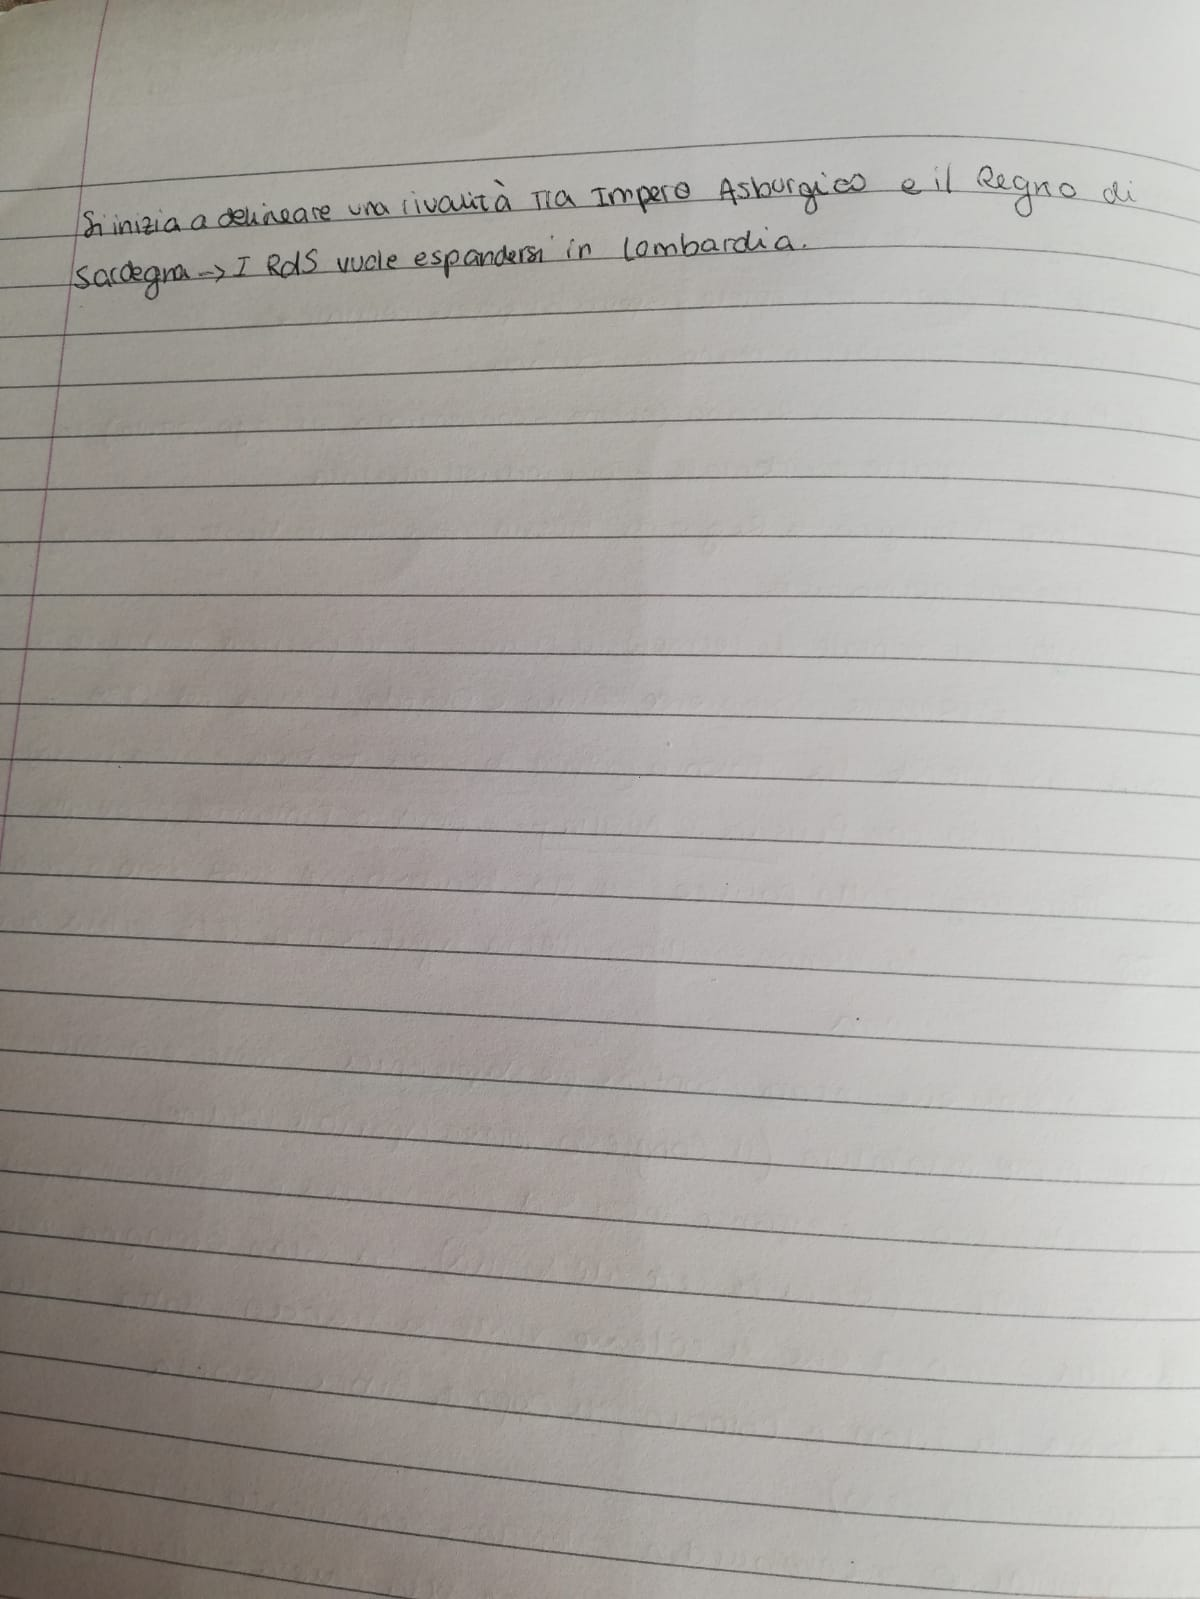 Si inizia a delineare una rivalità tra Impero Asburgico e il Regno di
Sardegna -> I RdS vuole espandersi in Lombardia.